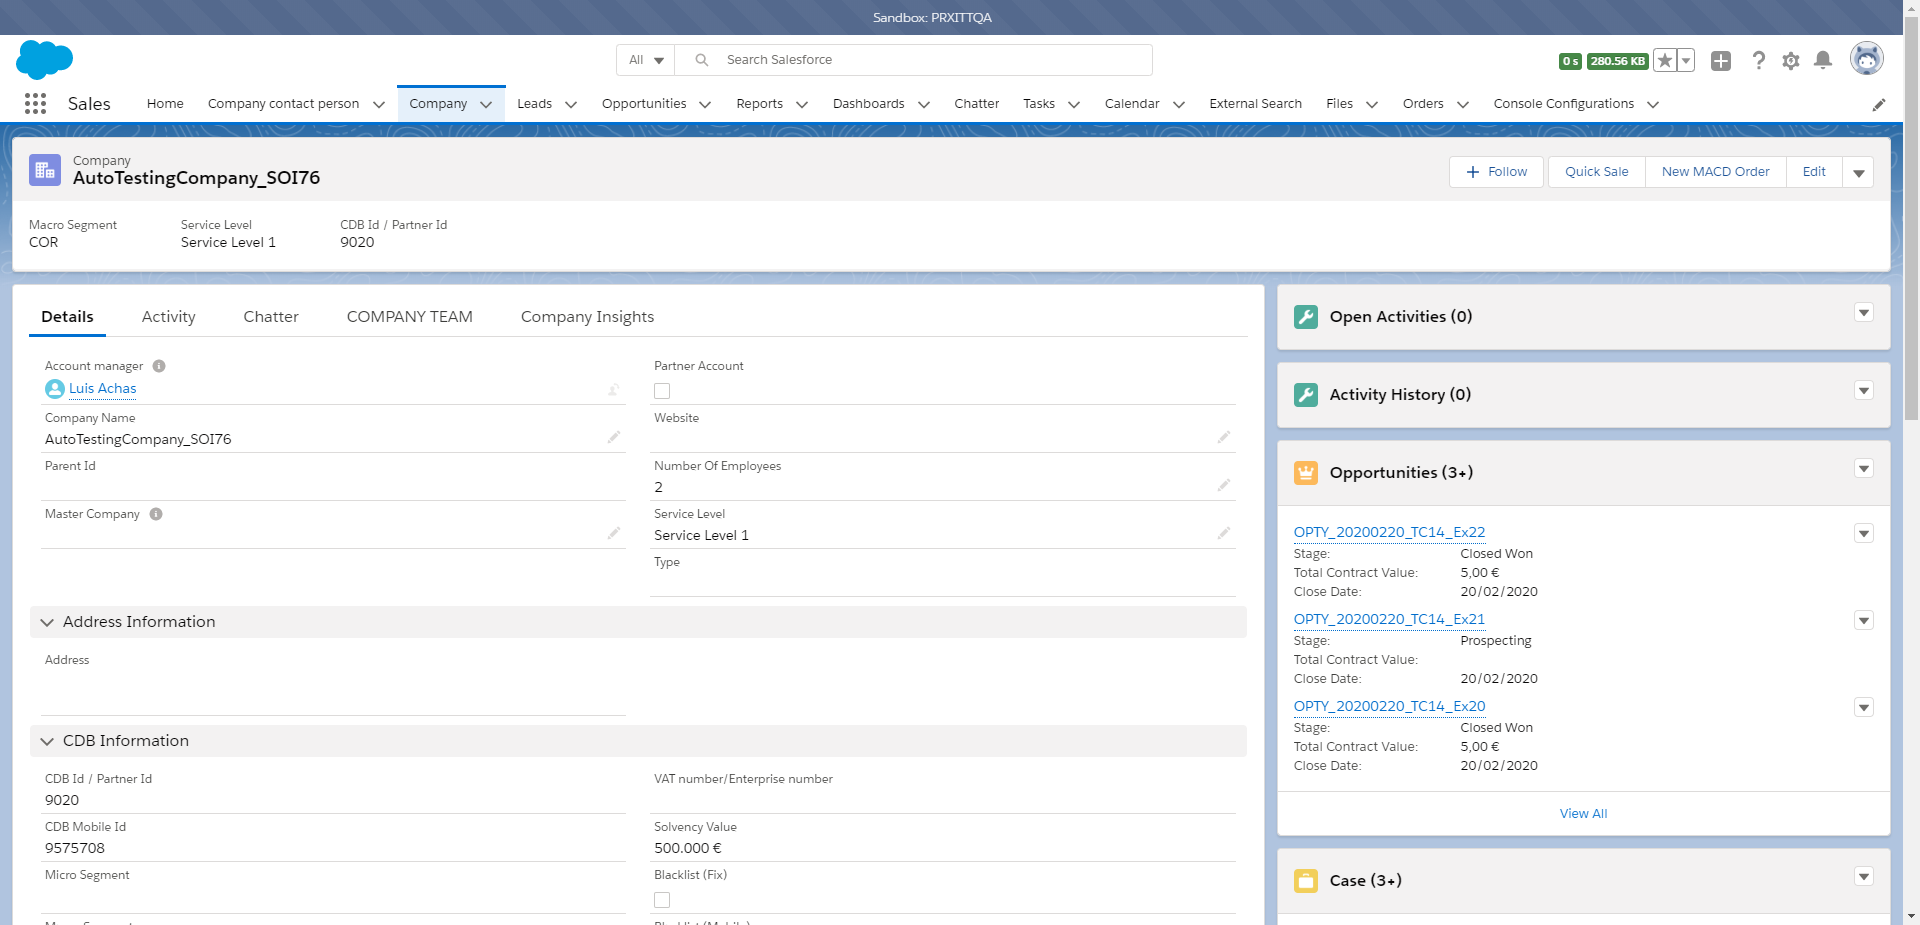 Sandbox: PRXITTQA
All
Search Salesforce
0 s
280.56 KB
Sales
Home
Company contact person
Company
Leads
Opportunities
Reports
Dashboards
Chatter
Tasks
Calendar
External Search
Files
Orders
Console Configurations
Company
AutoTestingCompany_SOI76
Follow
Quick Sale
New MACD Order
Edit
Macro Segment
COR
Service Level
Service Level 1
CDB Id / Partner Id
9020
Details
Activity
Chatter
COMPANY TEAM
Company Insights
Account manager
Luis Achas
Partner Account
Company Name
AutoTestingCompany_SOI76
Website
Parent Id
Number Of Employees
2
Master Company
Service Level
Service Level 1
Type
Address Information
Address
CDB Information
CDB Id / Partner Id
9020
VAT number/Enterprise number
CDB Mobile Id
9575708
Solvency Value
500.000 €
Micro Segment
Blacklist (Fix)
Open Activities (0)
Activity History (0)
Opportunities (3+)
OPTY_20200220_TC14_Ex22
Stage: Closed Won
Total Contract Value: 5,00 €
Close Date: 20/02/2020
OPTY_20200220_TC14_Ex21
Stage: Prospecting
Total Contract Value:
Close Date: 20/02/2020
OPTY_20200220_TC14_Ex20
Stage: Closed Won
Total Contract Value: 5,00 €
Close Date: 20/02/2020
View All
Case (3+)